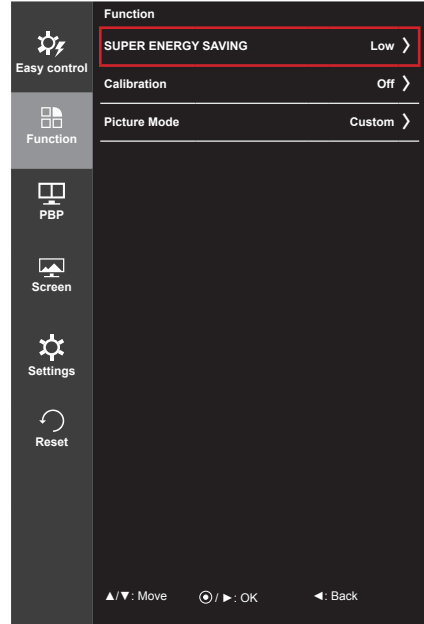 Function
SUPER ENERGY SAVING Low
Calibration Off
Picture Mode Custom
Easy control
Function
PBP
Screen
Settings
Reset
▲/▼: Move ⦿/ ►: OK ◄: Back